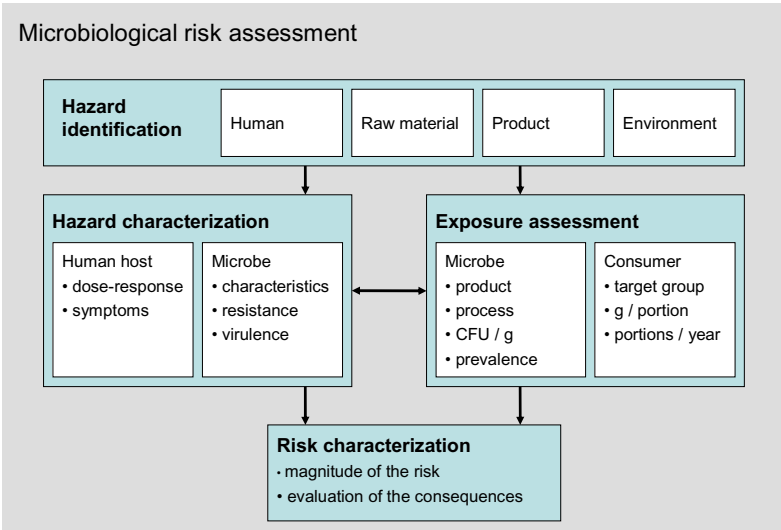 Microbiological risk assessment
Hazard
identification
Human
Raw material
Product
Environment
Hazard characterization
Human host
• dose-response
• symptoms
Microbe
• characteristics
• resistance
• virulence
Exposure assessment
Microbe
• product
• process
• CFU / g
• prevalence
Consumer
• target group
• g / portion
• portions / year
Risk characterization
• magnitude of the risk
• evaluation of the consequences